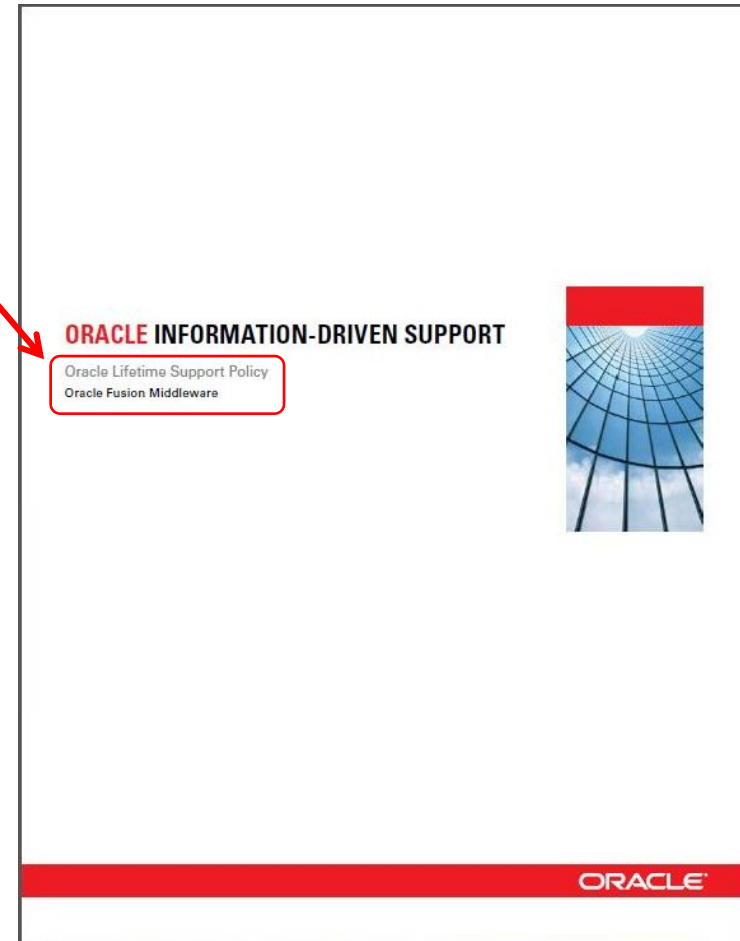 ORACLE INFORMATION-DRIVEN SUPPORT
Oracle Lifetime Support Policy
Oracle Fusion Middleware
ORACLE